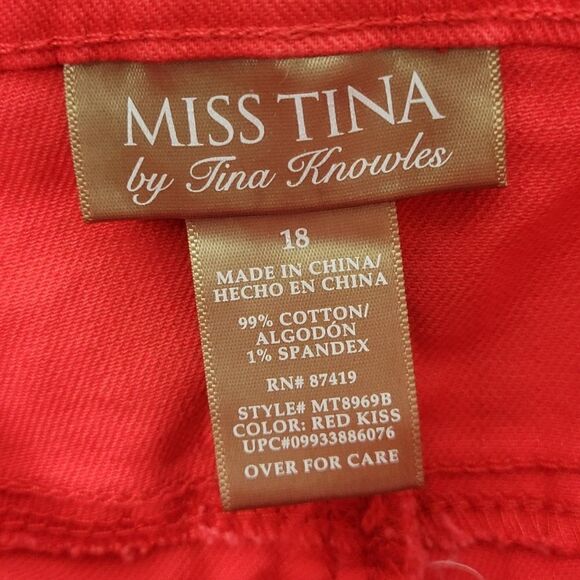 MISS TINA
by Tina Knowles
18
MADE IN CHINA/
HECHO EN CHINA
99% COTTON/
ALGODÓN
1% SPANDEX
RN# 87419
STYLE# MT8969B
COLOR: RED KISS
UPC#09933886076
OVER FOR CARE